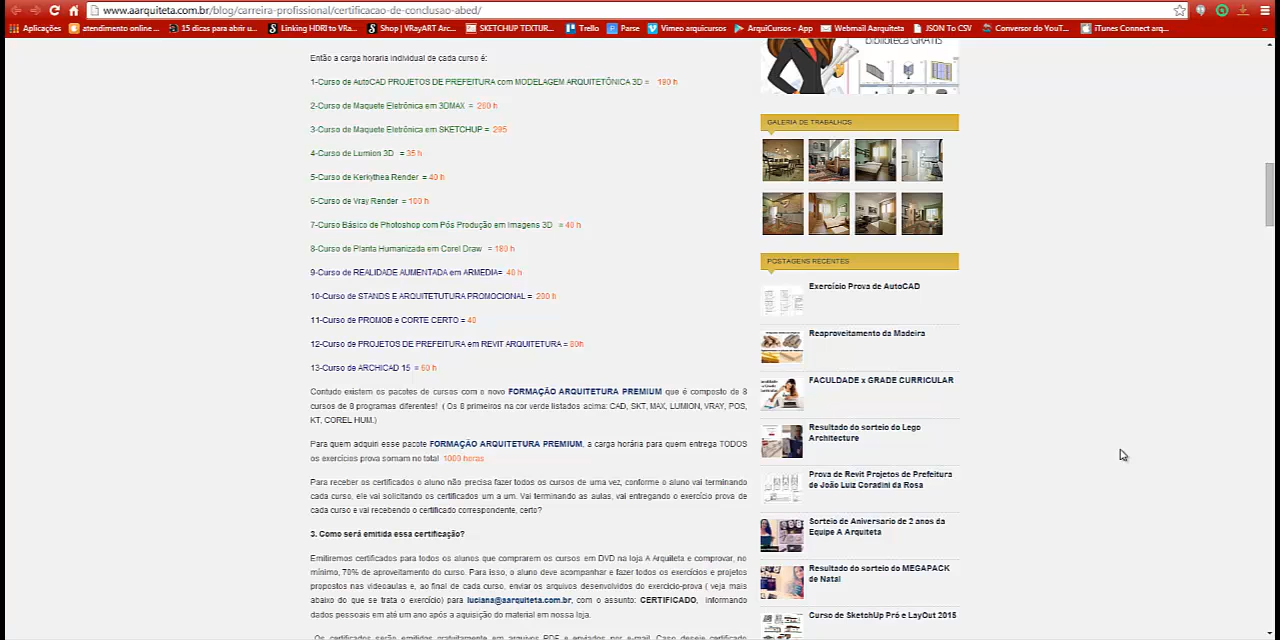 www.aarquiteta.com.br/blog/carreira-profissional/certificacao-de-conclusao-abed/
Aplicações atendimento online ... 15 dicas para abrir u... Linking HDRI to VRa... Shop | VRayART Arc... SKETCHUP TEXTUR... Trello Parse Vimeo arquicursos ArquiCursos - App Webmail Aarquiteta JSON To CSV Conversor do YouT... iTunes Connect arq...
Então a carga horaria individual de cada curso é:
1-Curso de AutoCAD PROJETOS DE PREFEITURA com MODELAGEM ARQUITETÔNICA 3D = 190 h
2-Curso de Maquete Eletrônica em 3DMAX = 260 h
3-Curso de Maquete Eletrônica em SKETCHUP = 295
4-Curso de Lumion 3D = 35 h
5-Curso de Kerkythea Render = 40 h
6-Curso de Vray Render = 100 h
7-Curso Básico de Photoshop com Pós Produção em Imagens 3D = 40 h
8-Curso de Planta Humanizada em Corel Draw = 180 h
9-Curso de REALIDADE AUMENTADA em ARMEDIA= 40 h
10-Curso de STANDS E ARQUITETUTURA PROMOCIONAL = 200 h
11-Curso de PROMOB e CORTE CERTO = 40
12-Curso de PROJETOS DE PREFEITURA em REVIT ARQUITETURA = 80h
13-Curso de ARCHICAD 15 = 60 h
Contudo existem os pacotes de cursos com o novo FORMAÇÃO ARQUITETURA PREMIUM que é composto de 8
cursos de 8 programas diferentes! ( Os 8 primeiros na cor verde listados acima: CAD, SKT, MAX, LUMION, VRAY, POS,
KT, COREL HUM.)
Para quem adquiri esse pacote FORMAÇÃO ARQUITETURA PREMIUM, a carga horária para quem entrega TODOS
os exercícios prova somam no total 1000 horas
Para receber os certificados o aluno não precisa fazer todos os cursos de uma vez, conforme o aluno vai terminando
cada curso, ele vai solicitando os certificados um a um. Vai terminando as aulas, vai entregando o exercício prova de
cada curso e vai recebendo o certificado correspondente, certo?
3. Como será emitida essa certificação?
Emitiremos certificados para todos os alunos que comprarem os cursos em DVD na loja A Arquiteta e comprovar, no
mínimo, 70% de aproveitamento do curso. Para isso, o aluno deve acompanhar e fazer todos os exercícios e projetos
propostos nas videoaulas e, ao final de cada curso, enviar os arquivos desenvolvidos do exercício-prova ( veja mais
abaixo do que se trata o exercício) para luciana@aarquiteta.com.br, com o assunto: CERTIFICADO, informando
dados pessoais em até um ano após a aquisição do material em nossa loja.
Os certificados serão emitidos gratuitamente em arquivos PDF e enviados por e-mail. Caso deseje certificado
biblioteca GRÁTIS
GALERIA DE TRABALHOS
POSTAGENS RECENTES
Exercício Prova de AutoCAD
Reaproveitamento da Madeira
FACULDADE x GRADE CURRICULAR
Resultado do sorteio do Lego
Architecture
Prova de Revit Projetos de Prefeitura
de João Luiz Coradini da Rosa
Sorteio de Aniversario de 2 anos da
Equipe A Arquiteta
Resultado do sorteio do MEGAPACK
de Natal
Curso de SketchUp Pró e LayOut 2015